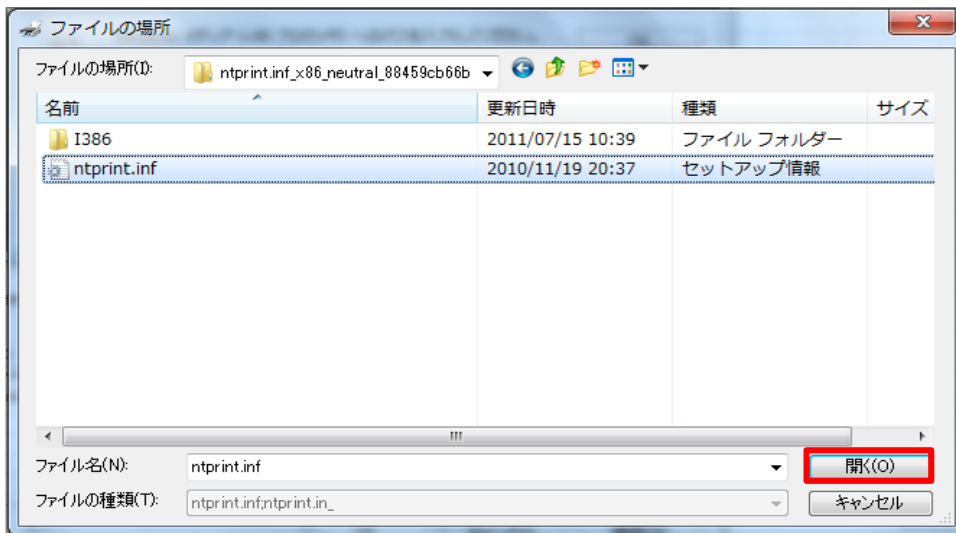 ファイルの場所
ファイルの場所(I): ntprint.inf_x86_neutral_88459cb66b
名前 更新日時 種類 サイズ
I386 2011/07/15 10:39 ファイル フォルダー
ntprint.inf 2010/11/19 20:37 セットアップ情報
ファイル名(N): ntprint.inf 開く(O)
ファイルの種類(T): ntprint.inf;ntprint.in_ キャンセル